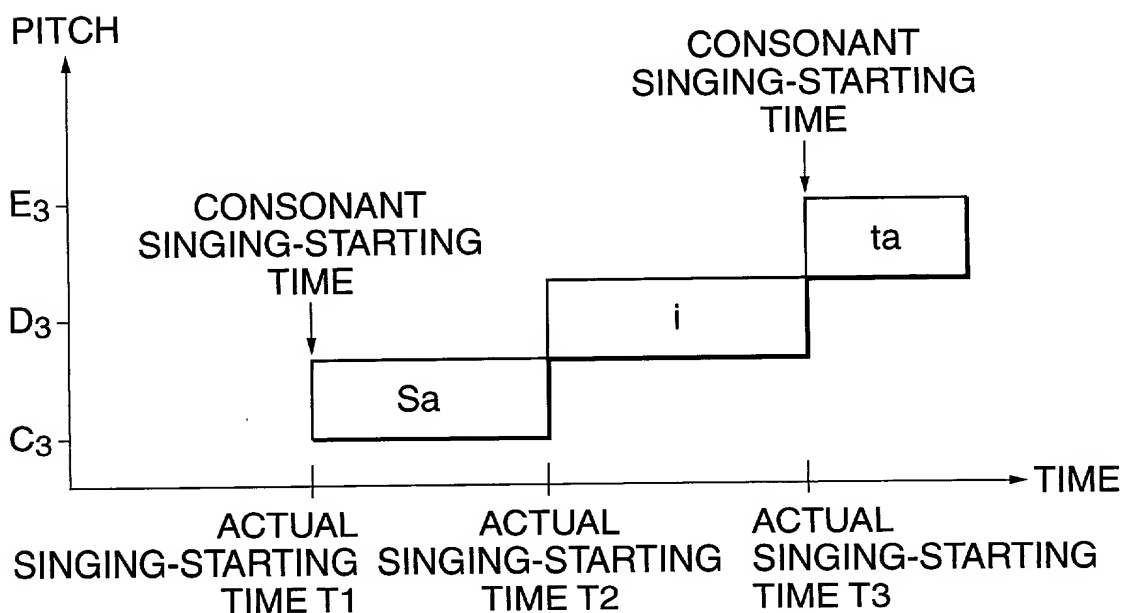 PITCH
CONSONANT
SINGING-STARTING
TIME
E3
CONSONANT
SINGING-STARTING
TIME
ta
D3
i
Sa
C3
TIME
ACTUAL
SINGING-STARTING
TIME T1
ACTUAL
SINGING-STARTING
TIME T2
ACTUAL
SINGING-STARTING
TIME T3